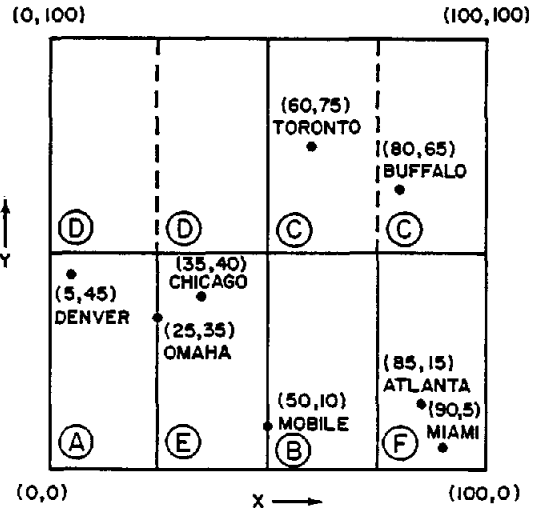 (0,100)
(100,100)
(60,75)
TORONTO
(80,65)
BUFFALO
D
D
C
C
Y
(35,40)
CHICAGO
(5,45)
DENVER
(25,35)
OMAHA
(85,15)
ATLANTA
(50,10)
MOBILE
(90,5)
MIAMI
A
E
B
F
(0,0)
X
(100,0)